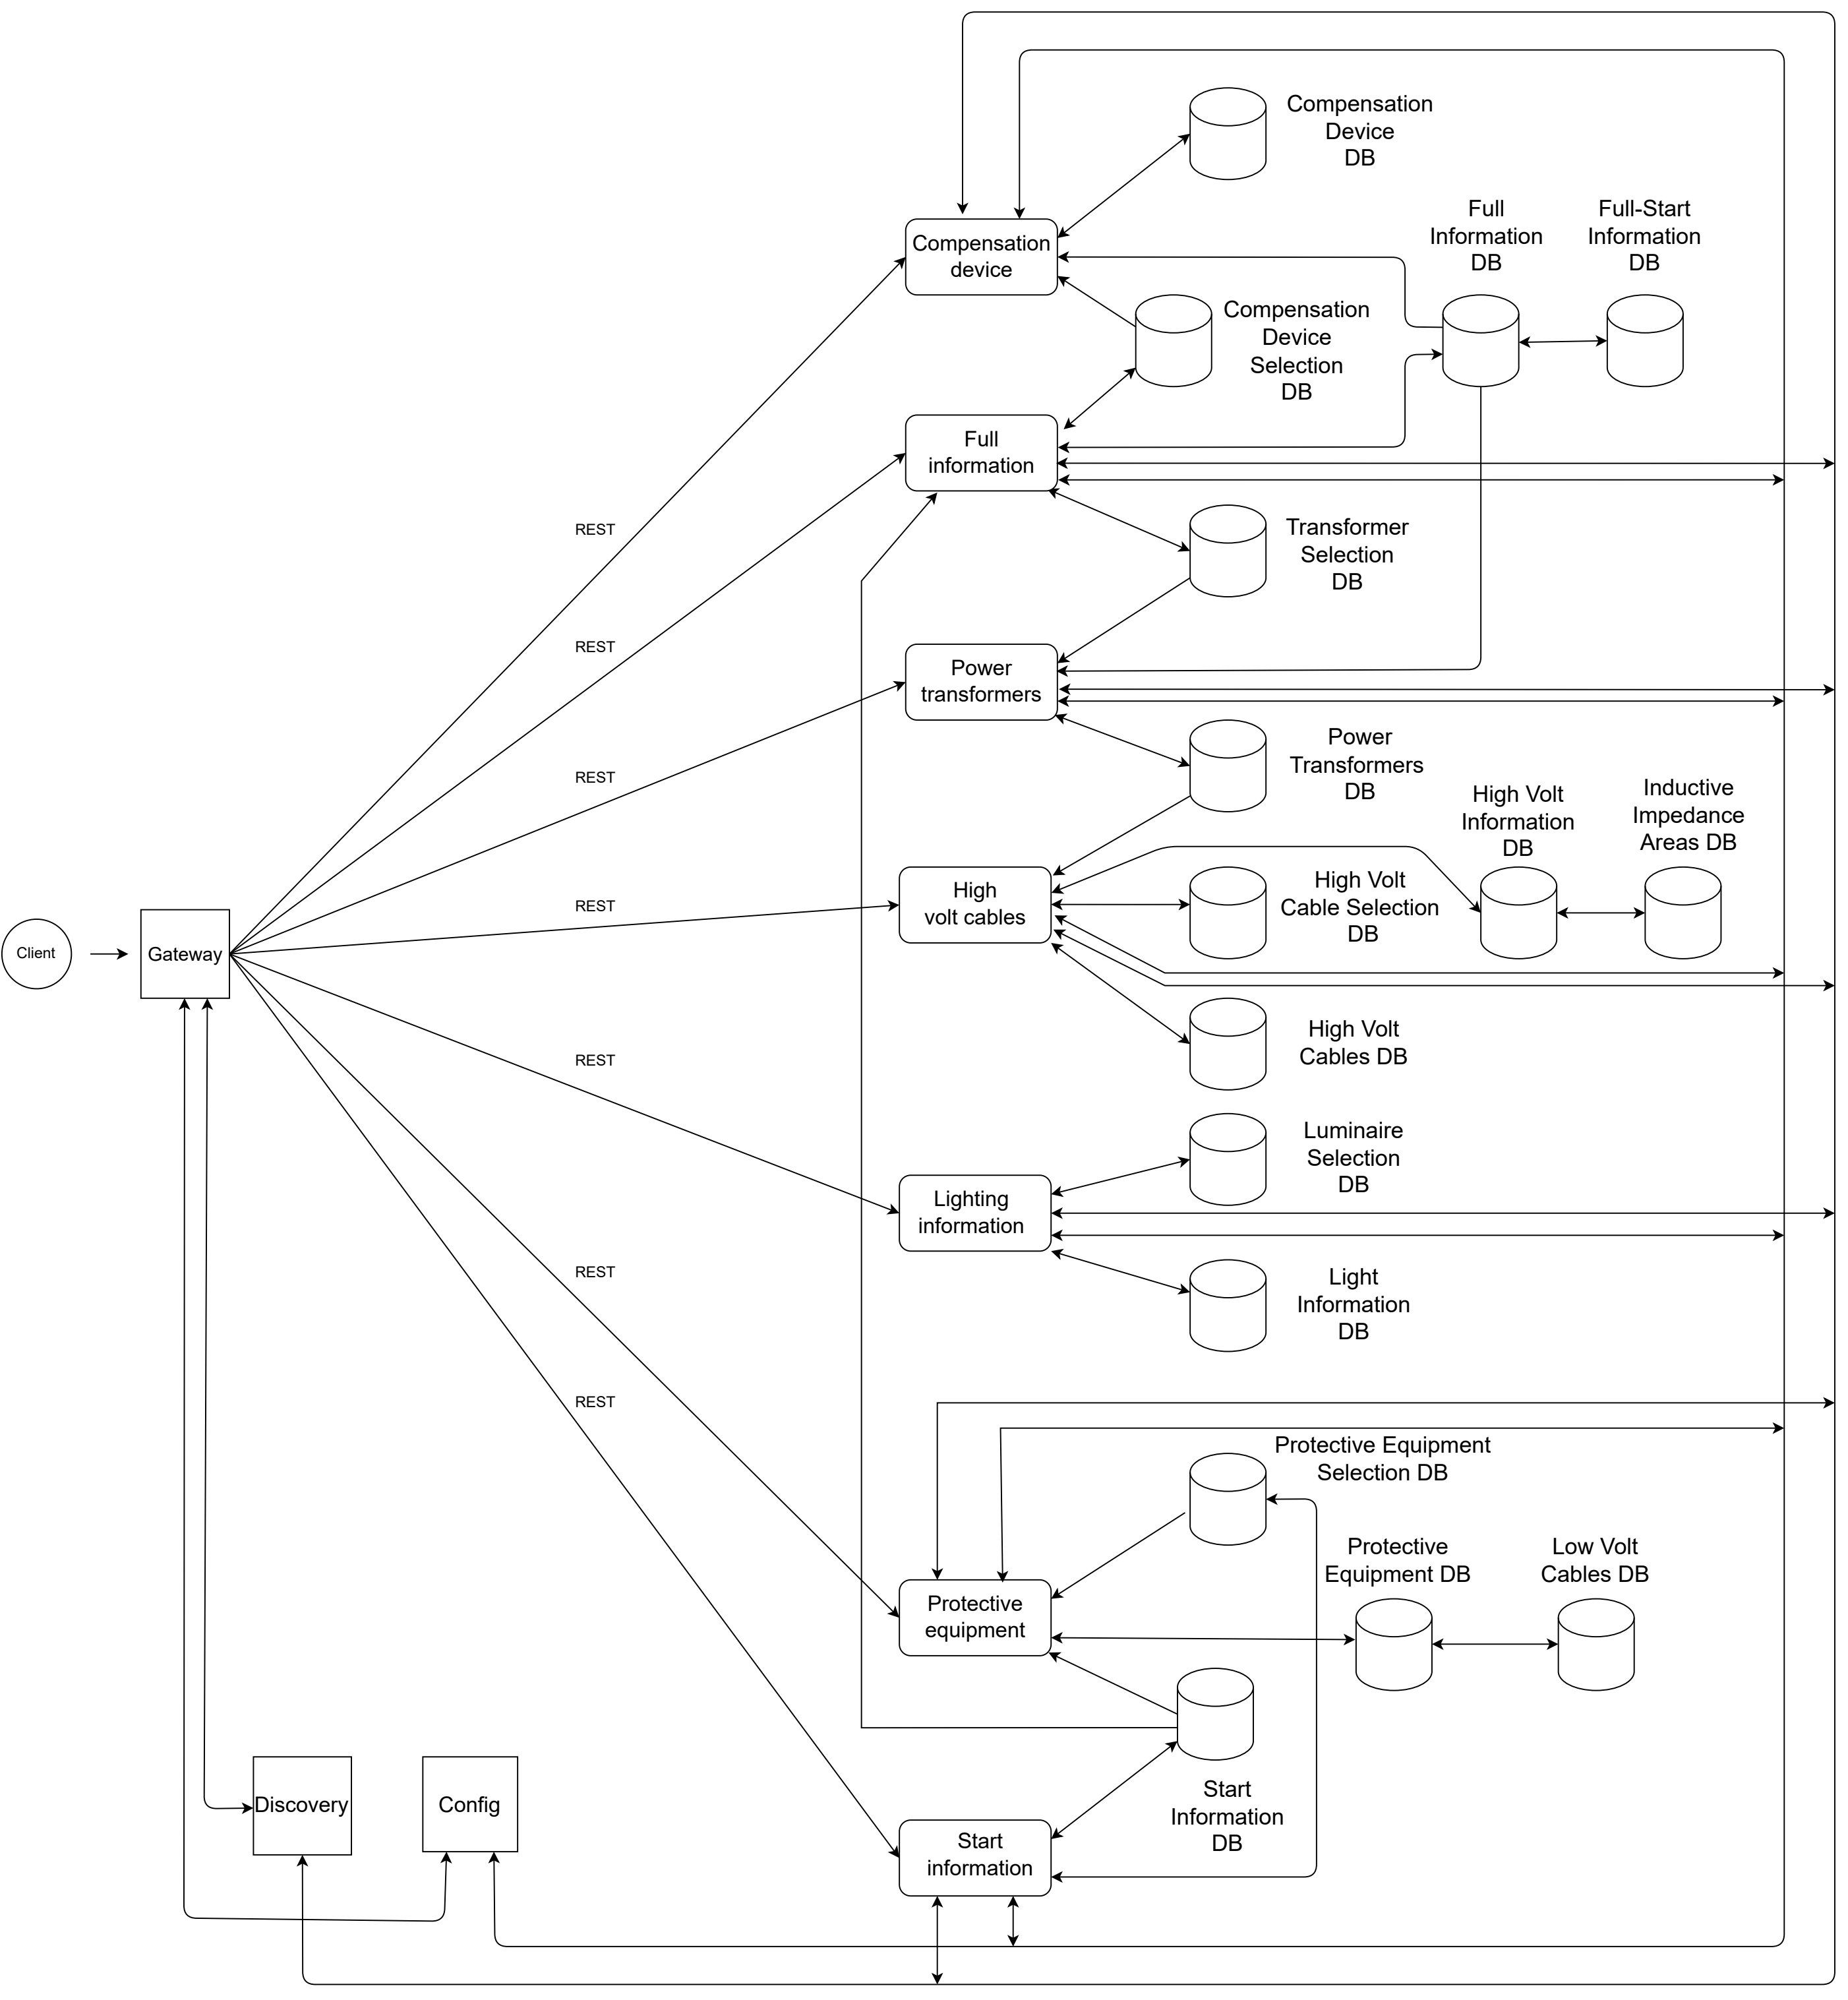 Compensation
Device
DB
Full
Information
DB
Full-Start
Information
DB
Compensation
device
Compensation
Device
Selection
DB
Full
information
REST
Transformer
Selection
DB
REST
Power
transformers
REST
Power
Transformers
DB
High Volt
Information
DB
Inductive
Impedance
Areas DB
High
volt cables
REST
High Volt
Cable Selection
DB
Client
Gateway
High Volt
Cables DB
REST
Luminaire
Selection
DB
Lighting
information
REST
Light
Information
DB
REST
Protective Equipment
Selection DB
Protective
Equipment DB
Low Volt
Cables DB
Protective
equipment
Start
Information
DB
Discovery
Config
Start
information